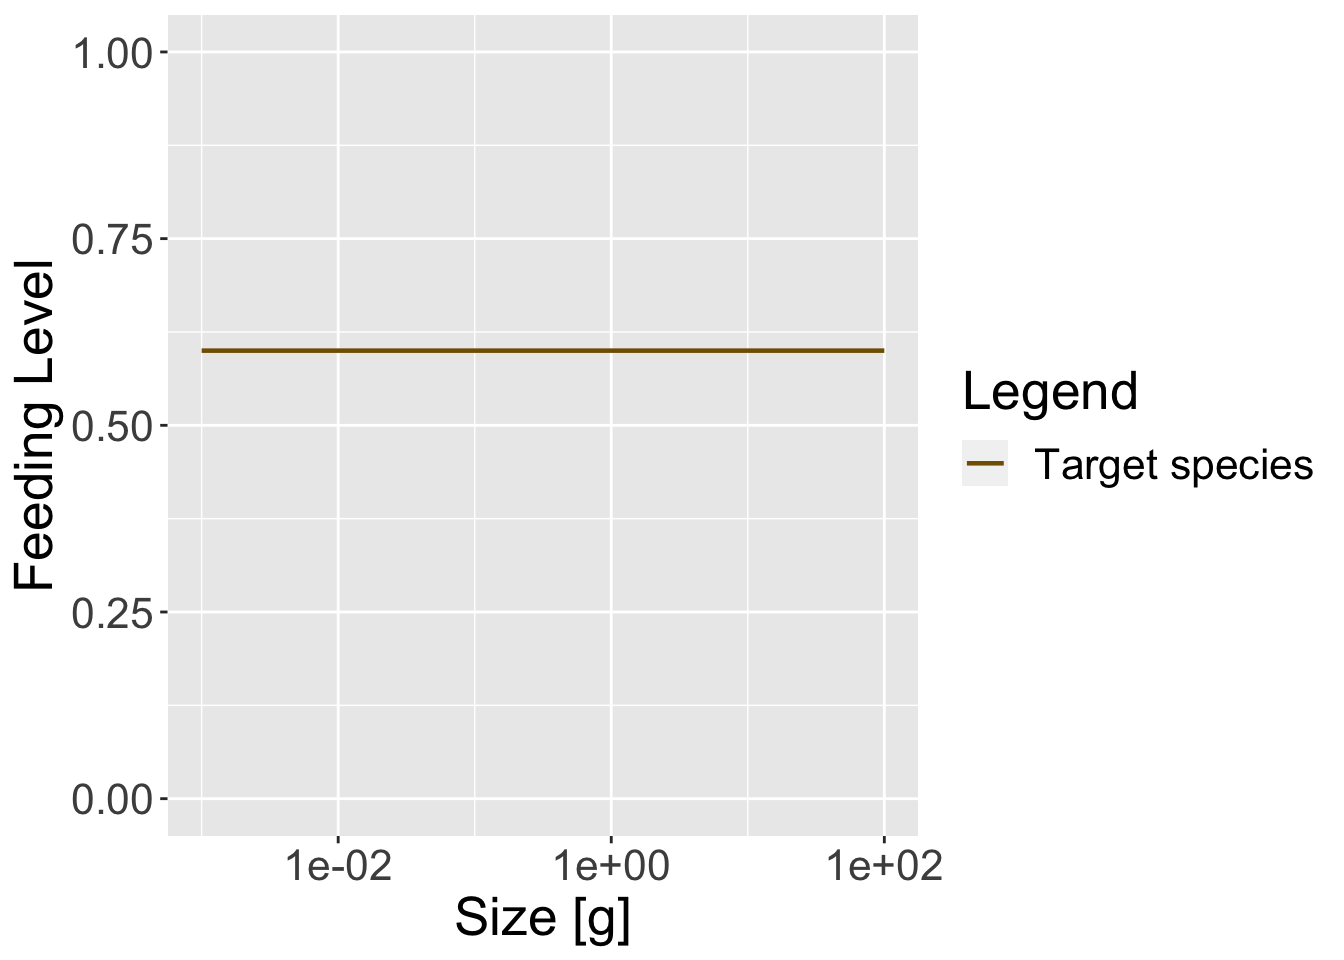 1.00
0.75
0.50
0.25
0.00
Feeding Level
1e-02
1e+00
1e+02
Size [g]
Legend
Target species